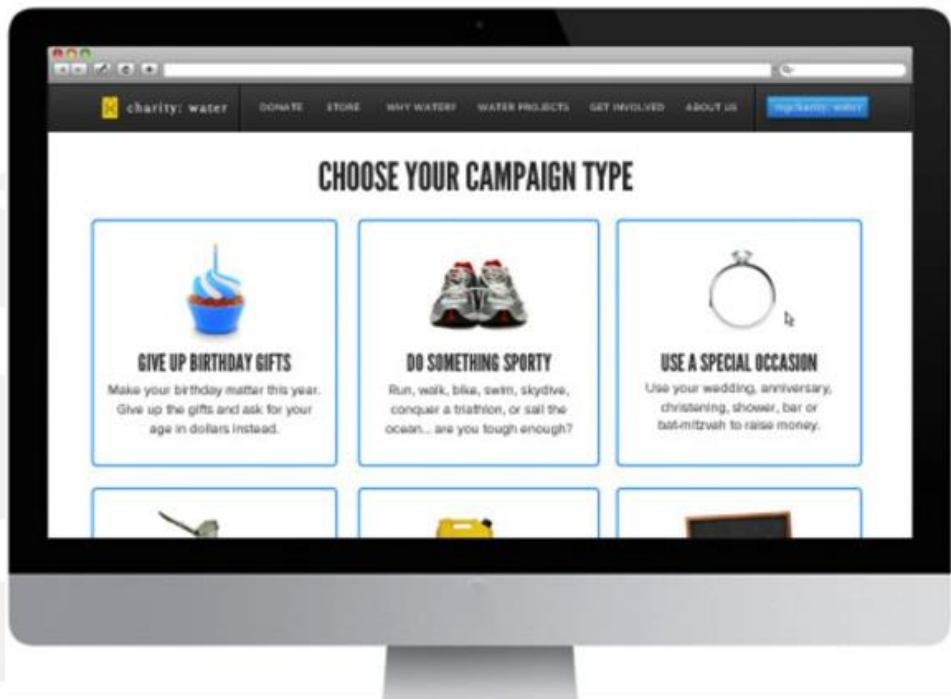 charity: water
DONATE
STORE
WHY WATER?
WATER PROJECTS
GET INVOLVED
ABOUT US
mycharity: water
CHOOSE YOUR CAMPAIGN TYPE
GIVE UP BIRTHDAY GIFTS
Make your birthday matter this year.
Give up the gifts and ask for your
age in dollars instead.
DO SOMETHING SPORTY
Run, walk, bike, swim, skydive,
conquer a triathlon, or sail the
ocean... are you tough enough?
USE A SPECIAL OCCASION
Use your wedding, anniversary,
christening, shower, bar or
bat-mitzvah to raise money.